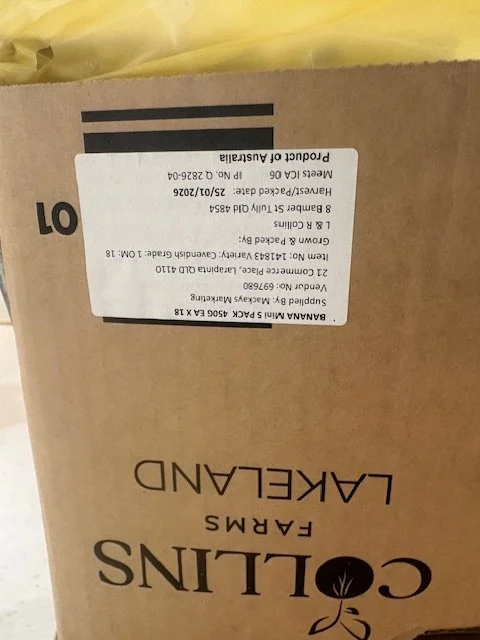 COLLINS
FARMS
LAKELAND
BANANA Mini 5 PACK 450G EA X 18
Supplied By: Mackays Marketing
Vendor No: 697680
21 Commerce Place, Larapinta QLD 4110
Item No: 141843 Variety: Cavendish Grade: 1 OM: 18
Grown & Packed By:
L & R Collins
8 Bamber St Tully Qld 4854
Harvest/Packed date: 25/01/2026
Meets ICA 06 IP No. Q 2826-04
Product of Australia
10